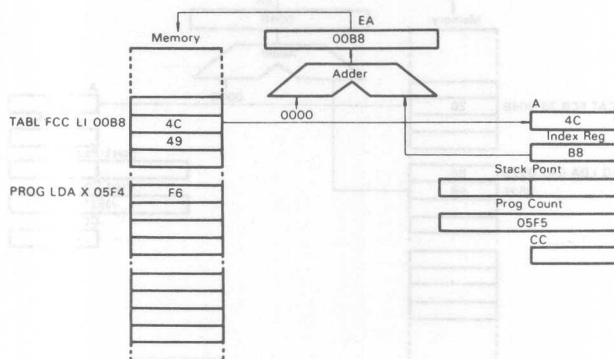 EA
00B8
Memory
Adder
0000
A
TABL FCC LI 00B8
4C
4C
49
Index Reg
B8
Stack Point
PROG LDA X 05F4
F6
Prog Count
05F5
CC